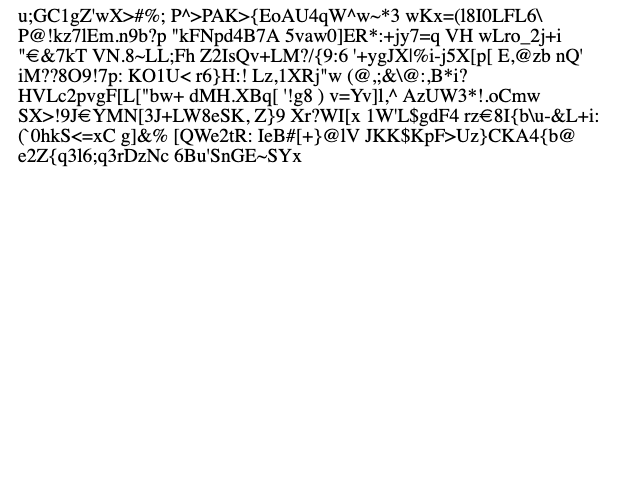 u;GC1gZ'wX>#%; P^>PAK>{EoAU4qW^w~*3 wKx=(l8I0LFL6\
P@!kz7lEm.n9b?p "kFNpd4B7A 5vaw0]ER*:+jy7=q VH wLro_2j+i
"€&7kT VN.8~LL;Fh Z2IsQv+LM?/{9:6 '+ygJX|%i-j5X[p[ E,@zb nQ'
iM??8O9!7p: KO1U< r6}H:! Lz,1XRj"w (@,;&\@:,B*i?
HVLc2pvgF[L["bw+ dMH.XBq[ '!g8 ) v=Yv]l,^ AzUW3*!.oCmw
SX>!9J€YMN[3J+LW8eSK, Z}9 Xr?WI[x 1W'L$gdF4 rz€8I{b\u-&L+i:
(`0hkS<=xC g]&% [QWe2tR: IeB#[+}@lV JKK$KpF>Uz}CKA4{b@
e2Z{q3l6;q3rDzNc 6Bu'SnGE~SYx